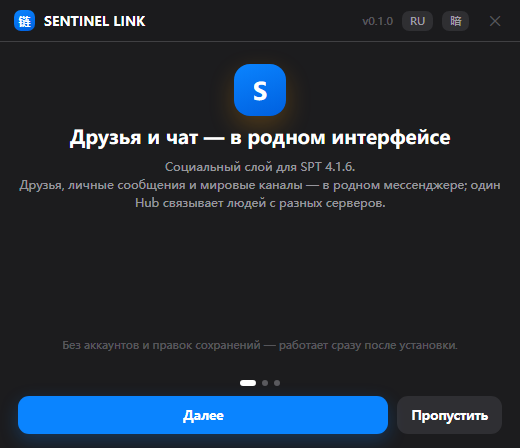 链 SENTINEL LINK v0.1.0 RU 暗 ×
S
Друзья и чат — в родном интерфейсе
Социальный слой для SPT 4.1.6.
Друзья, личные сообщения и мировые каналы — в родном мессенджере; один
Hub связывает людей с разных серверов.
Без аккаунтов и правок сохранений — работает сразу после установки.
Далее Пропустить